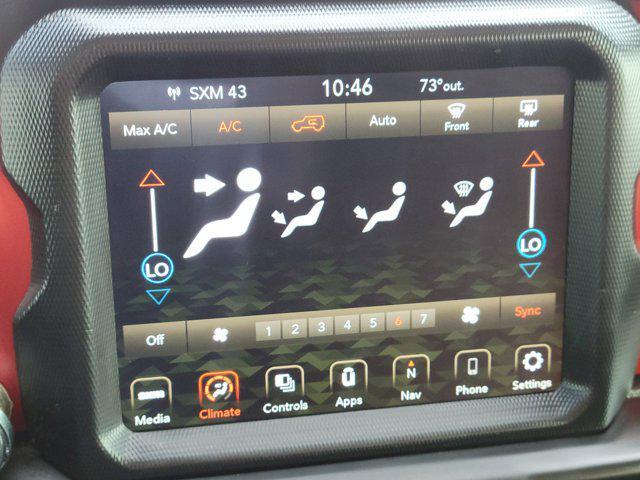 SXM 43 10:46 73°out.
Max A/C A/C Auto Front Rear
LO LO
Off 1 2 3 4 5 6 7 Sync
N
Media Climate Controls Apps Nav Phone Settings